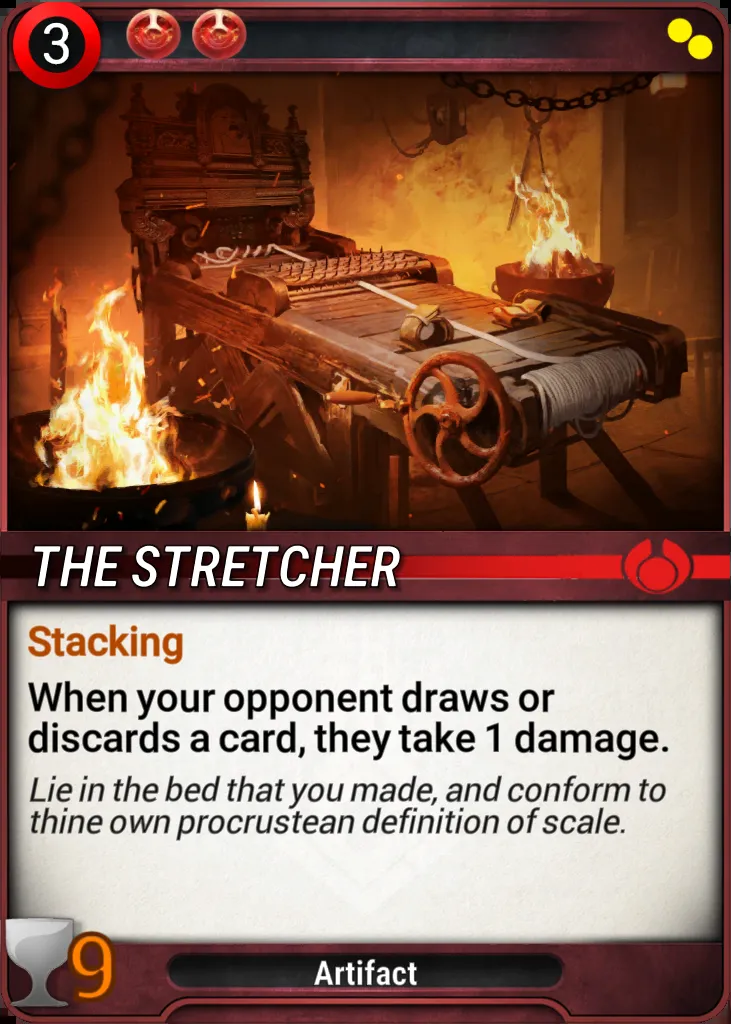 3
THE STRETCHER
Stacking
When your opponent draws or
discards a card, they take 1 damage.
Lie in the bed that you made, and conform to
thine own procrustean definition of scale.
9
Artifact